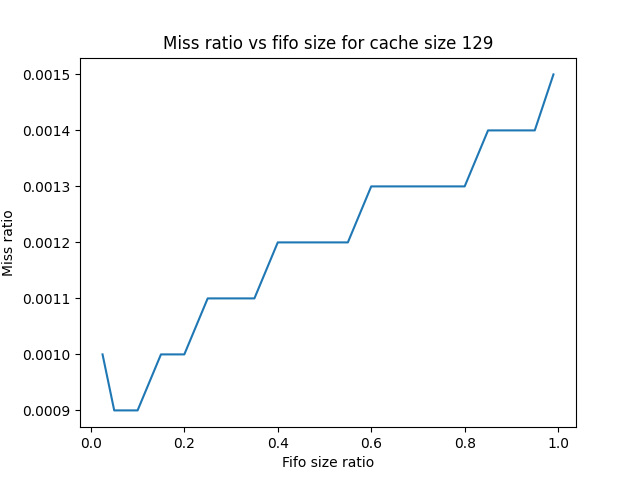 Miss ratio vs fifo size for cache size 129
0.0015
0.0014
0.0013
0.0012
0.0011
0.0010
0.0009
Miss ratio
0.0 0.2 0.4 0.6 0.8 1.0
Fifo size ratio